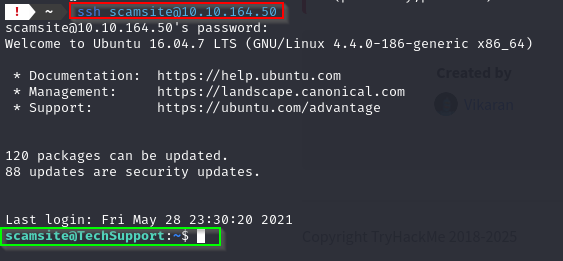 ! ~ ssh scamsite@10.10.164.50
scamsite@10.10.164.50's password:
Welcome to Ubuntu 16.04.7 LTS (GNU/Linux 4.4.0-186-generic x86_64)
* Documentation: https://help.ubuntu.com
* Management: https://landscape.canonical.com
* Support: https://ubuntu.com/advantage
Created by
Vikaran
120 packages can be updated.
88 updates are security updates.
Last login: Fri May 28 23:30:20 2021
scamsite@TechSupport:~$
Copyright TryHackMe 2018-2025